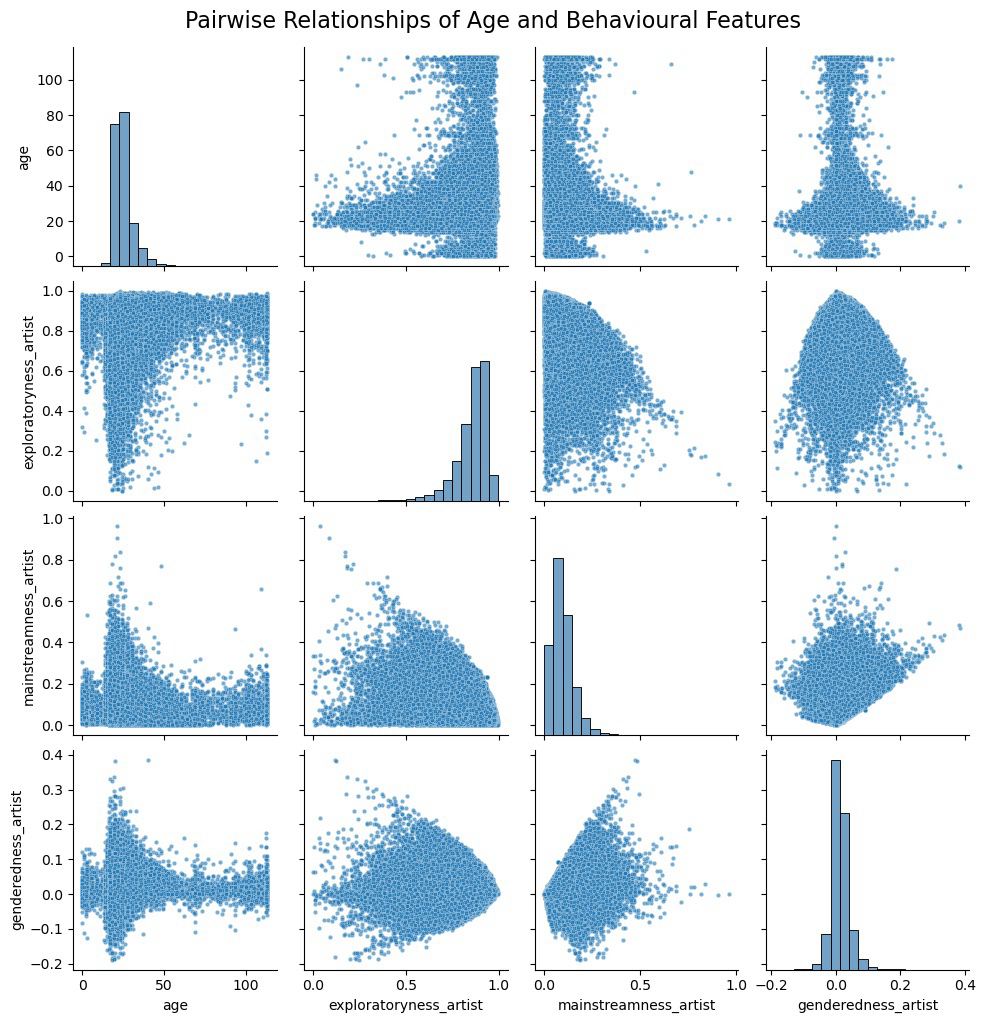 Pairwise Relationships of Age and Behavioural Features
age
100
80
60
40
20
0
exploratoryness_artist
1.0
0.8
0.6
0.4
0.2
0.0
mainstreamness_artist
1.0
0.8
0.6
0.4
0.2
0.0
genderedness_artist
0.4
0.3
0.2
0.1
0.0
−0.1
−0.2
0 50 100
0.0 0.5 1.0
0.0 0.5 1.0
−0.2 0.0 0.2 0.4
age
exploratoryness_artist
mainstreamness_artist
genderedness_artist